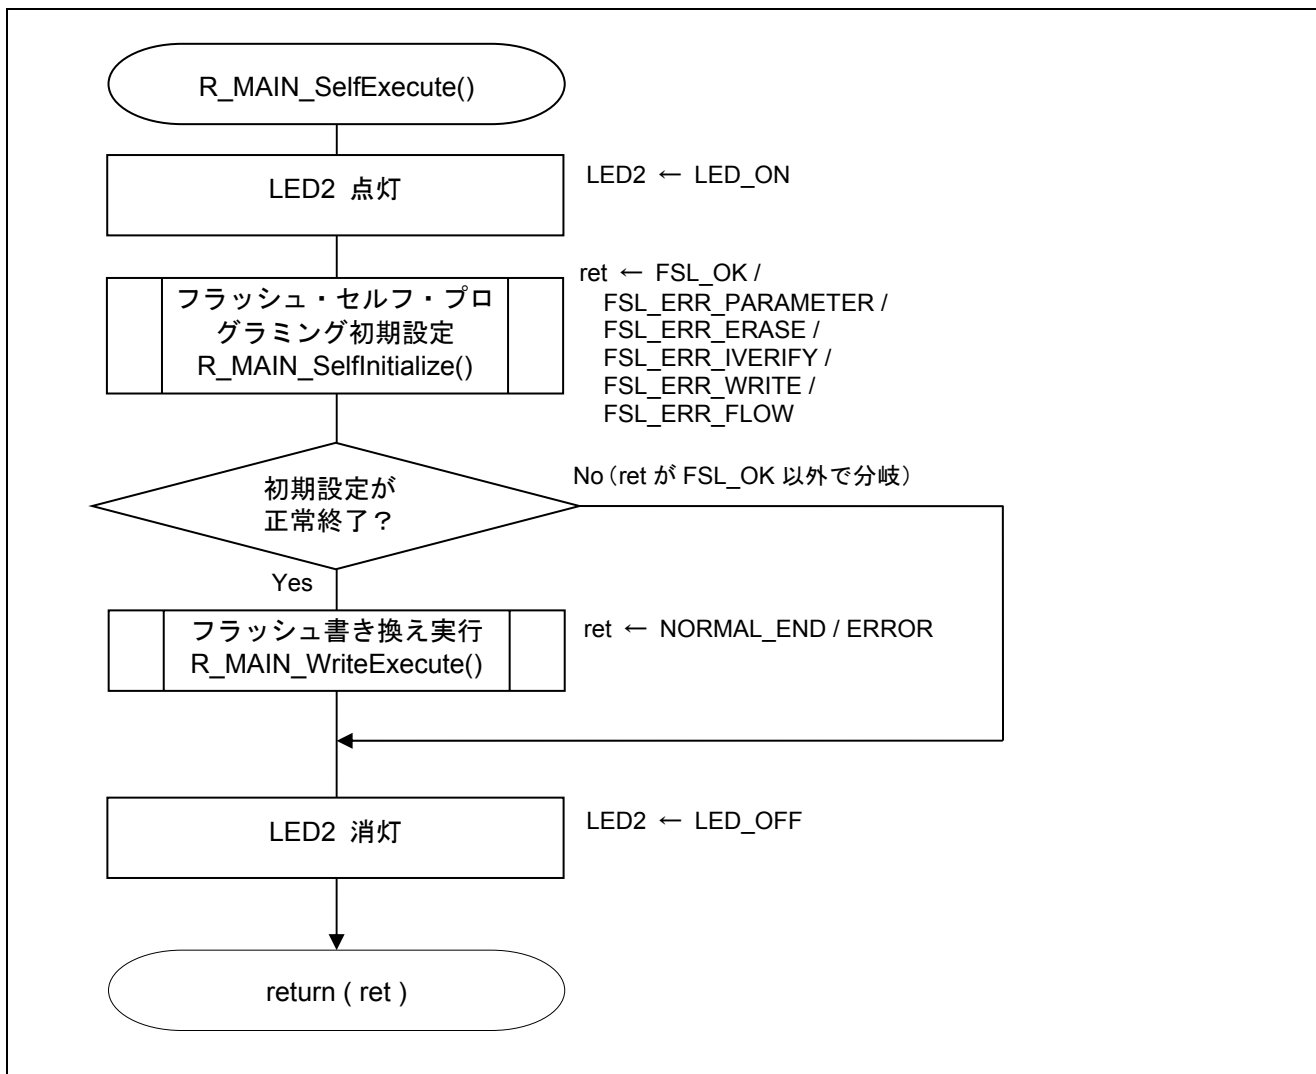 R_MAIN_SelfExecute()
LED2 点灯
LED2 ← LED_ON
フラッシュ・セルフ・プロ
グラミング初期設定
R_MAIN_SelfInitialize()
ret ← FSL_OK /
FSL_ERR_PARAMETER /
FSL_ERR_ERASE /
FSL_ERR_IVERIFY /
FSL_ERR_WRITE /
FSL_ERR_FLOW
初期設定が
正常終了？
No（ret が FSL_OK 以外で分岐）
Yes
フラッシュ書き換え実行
R_MAIN_WriteExecute()
ret ← NORMAL_END / ERROR
LED2 消灯
LED2 ← LED_OFF
return ( ret )